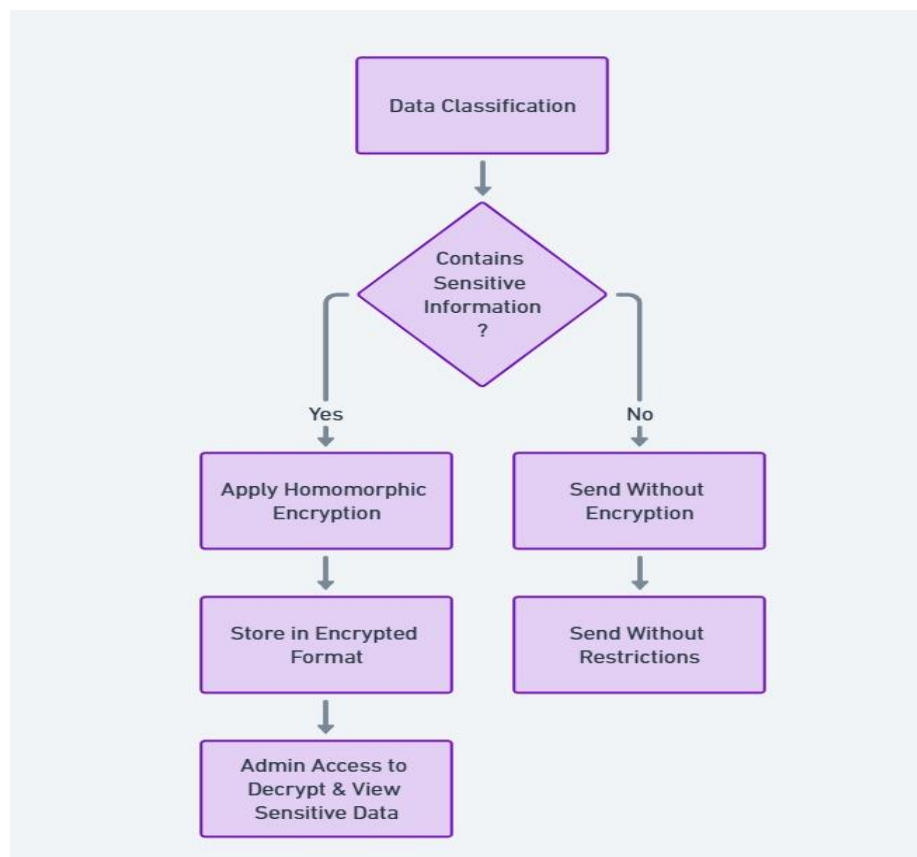 Data Classification
Contains
Sensitive
Information
?
Yes
No
Apply Homomorphic
Encryption
Send Without
Encryption
Store in Encrypted
Format
Send Without
Restrictions
Admin Access to
Decrypt & View
Sensitive Data